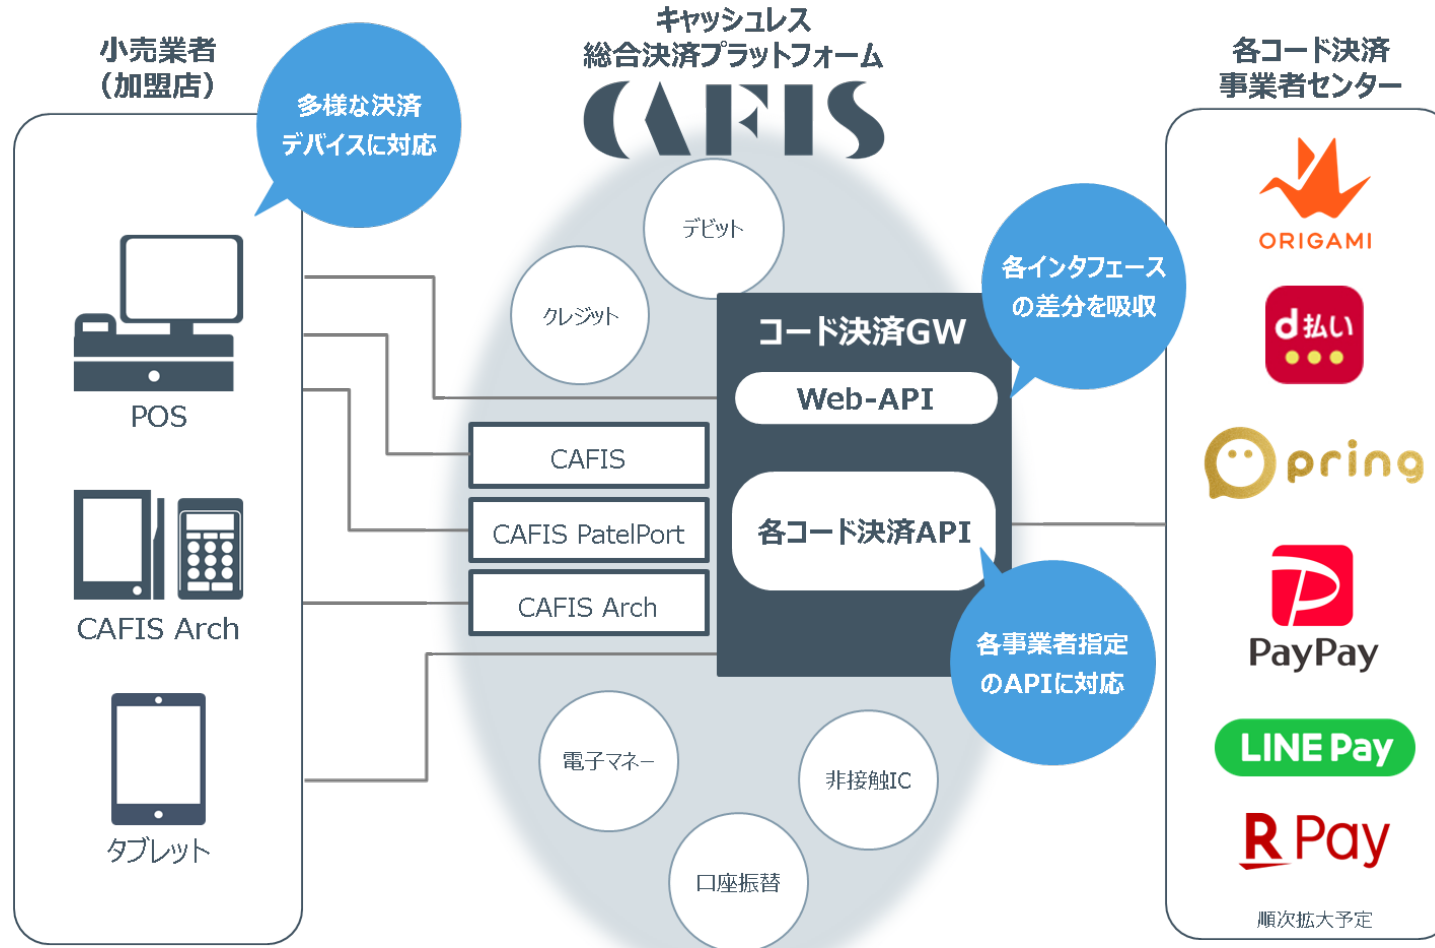 小売業者
（加盟店）
多様な決済
デバイスに対応
POS
CAFIS Arch
タブレット
キャッシュレス
総合決済プラットフォーム
CAFIS
デビット
クレジット
コード決済GW
Web-API
各インタフェース
の差分を吸収
CAFIS
CAFIS PatelPort
CAFIS Arch
各コード決済API
各事業者指定
のAPIに対応
電子マネー
非接触IC
口座振替
各コード決済
事業者センター
ORIGAMI
d払い
pring
PayPay
LINE Pay
R Pay
順次拡大予定